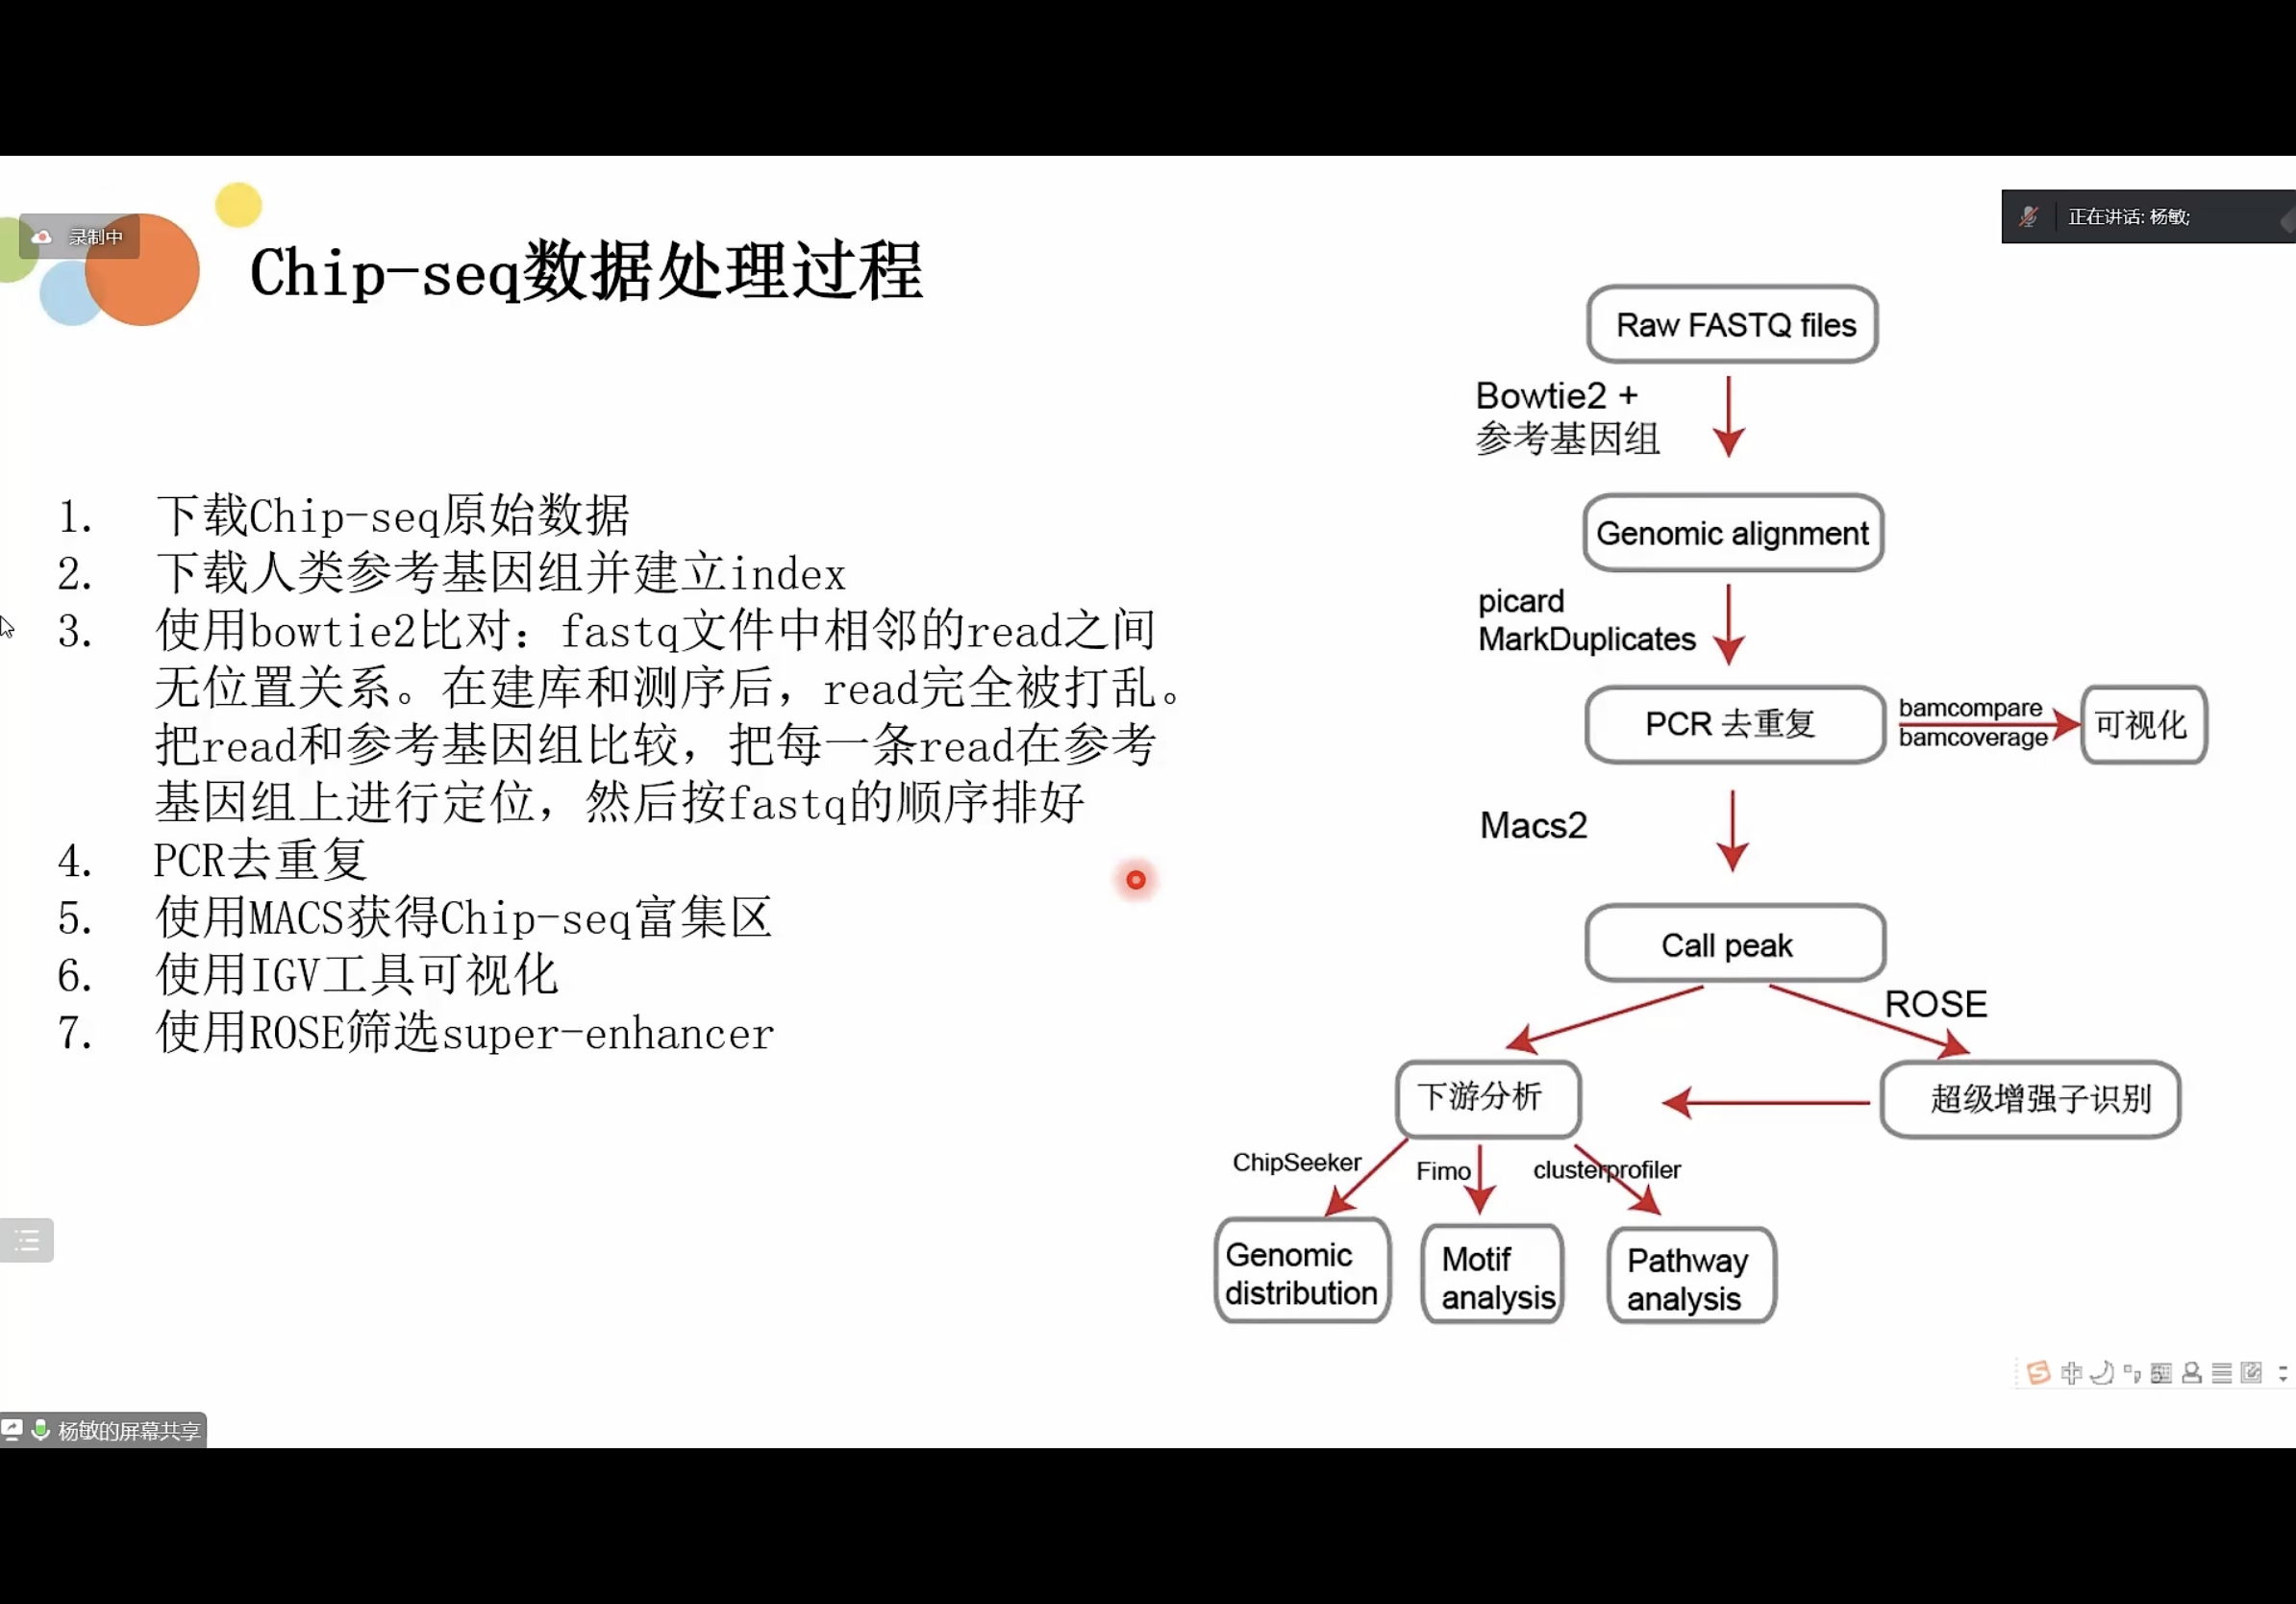 录制中
正在讲话: 杨敏;
Chip-seq数据处理过程
1. 下载Chip-seq原始数据
2. 下载人类参考基因组并建立index
3. 使用bowtie2比对：fastq文件中相邻的read之间
无位置关系。在建库和测序后，read完全被打乱。
把read和参考基因组比较，把每一条read在参考
基因组上进行定位，然后按fastq的顺序排好
4. PCR去重复
5. 使用MACS获得Chip-seq富集区
6. 使用IGV工具可视化
7. 使用ROSE筛选super-enhancer
Raw FASTQ files
Bowtie2 +
参考基因组
Genomic alignment
picard
MarkDuplicates
PCR 去重复
bamcompare
bamcoverage
可视化
Macs2
Call peak
ROSE
下游分析
超级增强子识别
ChipSeeker
Fimo
clusterprofiler
Genomic
distribution
Motif
analysis
Pathway
analysis
中
杨敏的屏幕共享